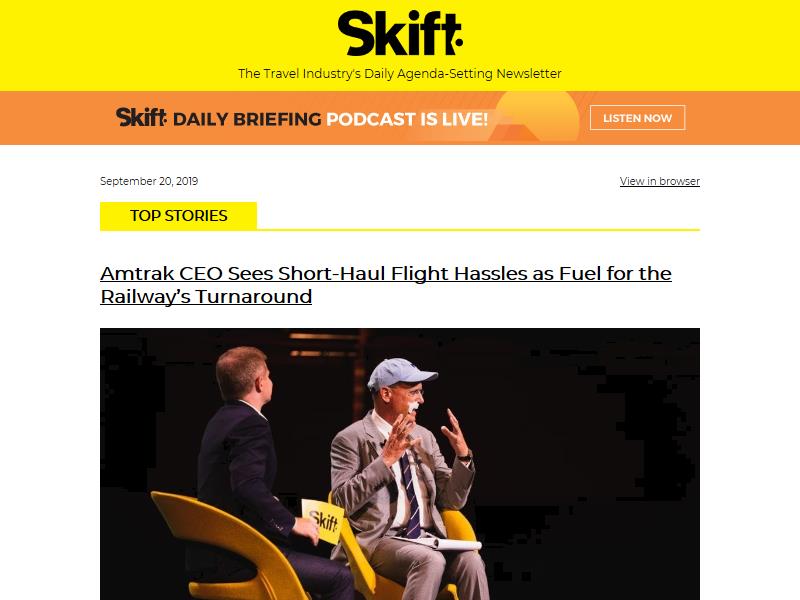 Skift
The Travel Industry's Daily Agenda-Setting Newsletter
Skift DAILY BRIEFING PODCAST IS LIVE!
LISTEN NOW
September 20, 2019
View in browser
TOP STORIES
Amtrak CEO Sees Short-Haul Flight Hassles as Fuel for the
Railway’s Turnaround
Skift